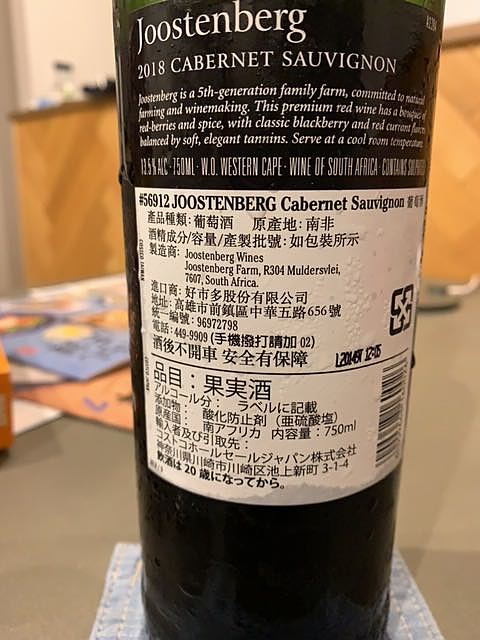 Joostenberg
2018 CABERNET SAUVIGNON
Joostenberg is a 5th-generation family farm, committed to natural
farming and winemaking. This premium red wine has a bouquet of
red-berries and spice, with classic blackberry and red currant flavors
balanced by soft, elegant tannins. Serve at a cool room temperature.
13.5% ALC · 750ML · W.O. WESTERN CAPE · WINE OF SOUTH AFRICA · CONTAINS
#56912 JOOSTENBERG Cabernet Sauvignon 葡萄酒
產品種類: 葡萄酒 原產地: 南非
酒精成分/容量/產製批號: 如包裝所示
製造商: Joostenberg Wines
Joostenberg Farm, R304 Muldersvlei,
7607, South Africa.
進口商: 好市多股份有限公司
地址: 高雄市前鎮區中華五路656號
統一編號: 96972798
電話: 449-9909 (手機撥打請加 02)
酒後不開車 安全有保障
L20149T 12:05
品目: 果実酒
アルコール分: ラベルに記載
添加物: 酸化防止剤 (亜硫酸塩)
原産国: 南アフリカ 内容量: 750ml
輸入者及び引取先:
コストコホールセールジャパン株式会社
神奈川県川崎市川崎区池上新町 3-1-4
飲酒は20歳になってから。